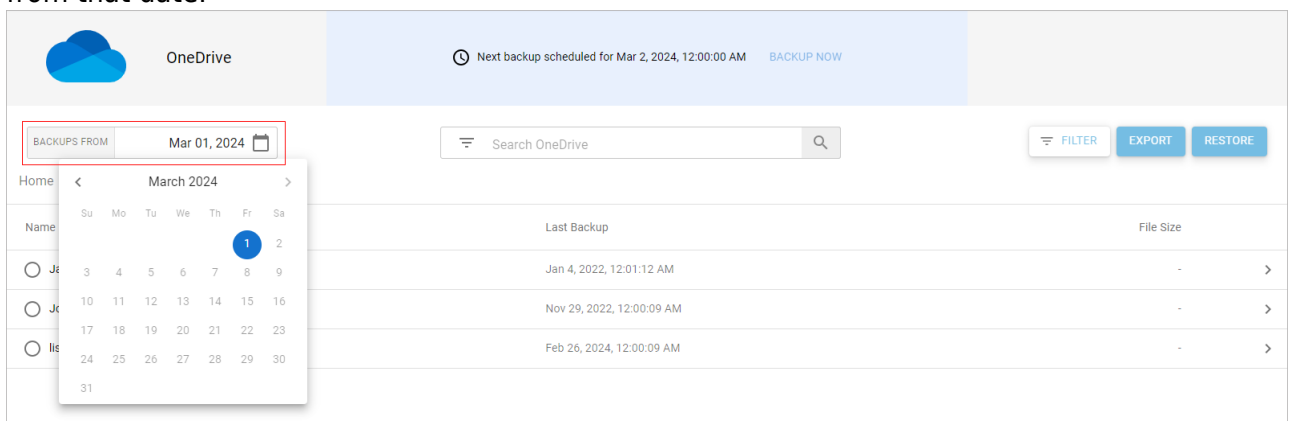 from that date.
OneDrive
Next backup scheduled for Mar 2, 2024, 12:00:00 AM BACKUP NOW
BACKUPS FROM Mar 01, 2024
Search OneDrive
FILTER EXPORT RESTORE
Home
March 2024
Su Mo Tu We Th Fr Sa
1 2
3 4 5 6 7 8 9
10 11 12 13 14 15 16
17 18 19 20 21 22 23
24 25 26 27 28 29 30
31
Name Last Backup File Size
Jan 4, 2022, 12:01:12 AM -
Nov 29, 2022, 12:00:09 AM -
lis Feb 26, 2024, 12:00:09 AM -